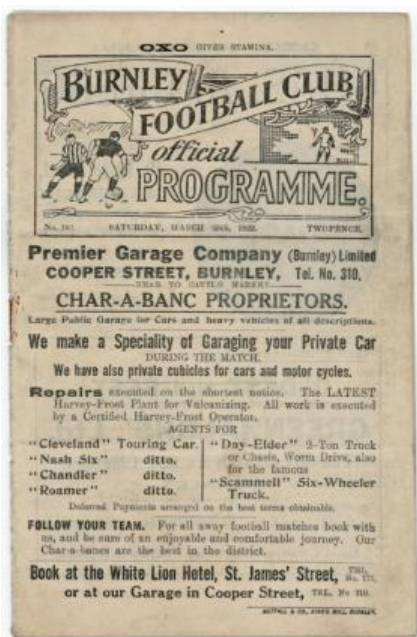 OXO GIVES STAMINA.
BURNLEY
FOOTBALL CLUB
official
PROGRAMME.
SATURDAY, MARCH 1922. TWOPENCE.
Premier Garage Company (Burnley) Limited
COOPER STREET, BURNLEY, Tel. No. 310,
NEAR TO CATTLE MARKET
CHAR-A-BANC PROPRIETORS.
Large Public Garage for Cars and heavy vehicles of all descriptions.
We make a Speciality of Garaging your Private Car
DURING THE MATCH.
We have also private cubicles for cars and motor cycles.
Repairs executed on the shortest notice. The LATEST
Harvey-Frost Plant for Vulcanizing. All work is executed
by a Certified Harvey-Frost Operator.
AGENTS FOR
"Cleveland" Touring Car.
"Nash Six" ditto.
"Chandler" ditto.
"Roamer" ditto.
"Day-Elder" 2-Ton Truck
or Chasis, Worm Drive, also
for the famous
"Scammell" Six-Wheeler
Truck.
Deferred Payments arranged on the best terms obtainable.
FOLLOW YOUR TEAM. For all away football matches book with
us, and be sure of an enjoyable and comfortable journey. Our
Char-a-bancs are the best in the district.
Book at the White Lion Hotel, St. James' Street, TEL.
or at our Garage in Cooper Street, TEL. No 310.